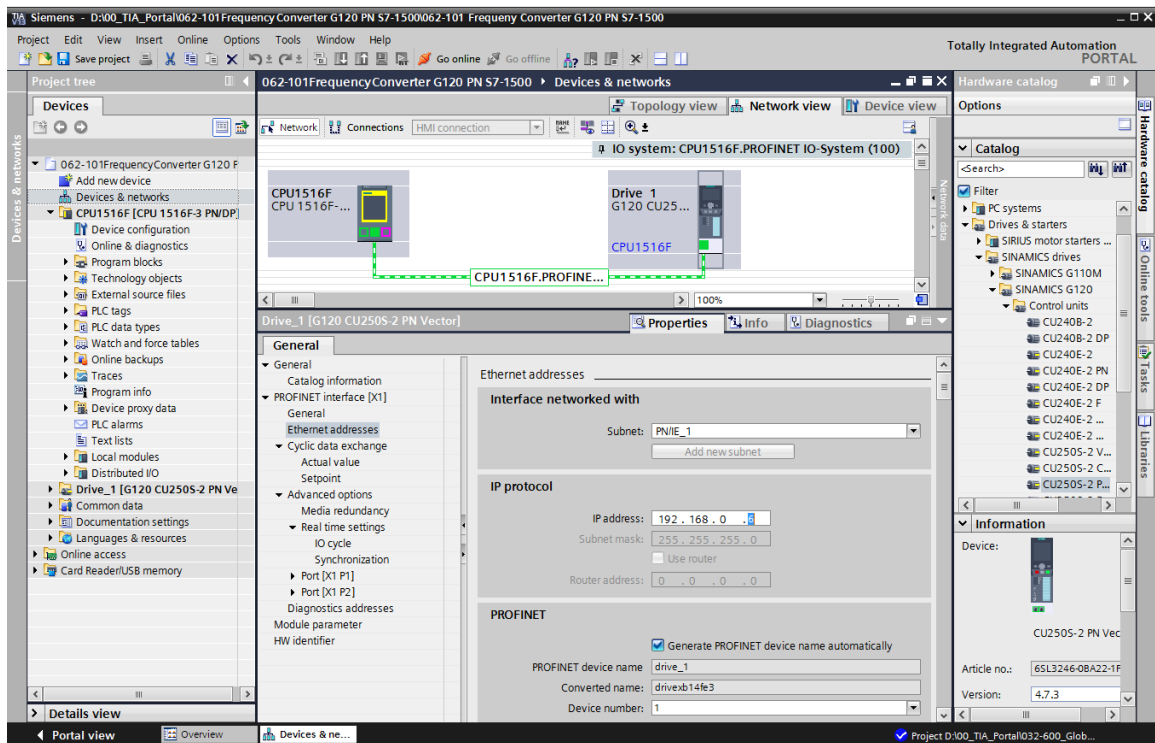 Siemens - D:\00_TIA_Portal\062-101FrequencyConverter G120 PN S7-1500\062-101 Frequeny Converter G120 PN S7-1500
Project Edit View Insert Online Options Tools Window Help
Totally Integrated Automation
PORTAL
Save project Go online Go offline
Project tree
Devices
Devices & networks
062-101FrequencyConverter G120 P
Add new device
Devices & networks
CPU1516F [CPU 1516F-3 PN/DP]
Device configuration
Online & diagnostics
Program blocks
Technology objects
External source files
PLC tags
PLC data types
Watch and force tables
Online backups
Traces
Program info
Device proxy data
PLC alarms
Text lists
Local modules
Distributed I/O
Drive_1 [G120 CU250S-2 PN Ve
Common data
Documentation settings
Languages & resources
Online access
Card Reader/USB memory
Details view
062-101FrequencyConverter G120 PN S7-1500 Devices & networks
Topology view Network view Device view
Network Connections HMI connection
IO system: CPU1516F.PROFINET IO-System (100)
CPU1516F
CPU 1516F-...
Drive 1
G120 CU25...
CPU1516F
CPU1516F.PROFINE...
Network data
100%
Drive_1 [G120 CU250S-2 PN Vector]
Properties Info Diagnostics
General
General
Catalog information
PROFINET interface [X1]
General
Ethernet addresses
Cyclic data exchange
Actual value
Setpoint
Advanced options
Media redundancy
Real time settings
IO cycle
Synchronization
Port [X1 P1]
Port [X1 P2]
Diagnostics addresses
Module parameter
HW identifier
Ethernet addresses
Interface networked with
Subnet: PN/IE_1
Add new subnet
IP protocol
IP address: 192 . 168 . 0 . 6
Subnet mask: 255 . 255 . 255 . 0
Use router
Router address: 0 . 0 . 0 . 0
PROFINET
Generate PROFINET device name automatically
PROFINET device name drive_1
Converted name: drivexb14fe3
Device number: 1
Hardware catalog
Options
Catalog
<Search>
Filter
PC systems
Drives & starters
SIRIUS motor starters ...
SINAMICS drives
SINAMICS G110M
SINAMICS G120
Control units
CU240B-2
CU240B-2 DP
CU240E-2
CU240E-2 PN
CU240E-2 DP
CU240E-2 F
CU240E-2 ...
CU240E-2 ...
CU250S-2 V...
CU250S-2 C...
CU250S-2 P...
Information
Device:
CU250S-2 PN Vec
Article no.: 6SL3246-0BA22-1F
Version: 4.7.3
Hardware catalog
Online tools
Tasks
Libraries
Portal view Overview Devices & ne...
Project D:\00_TIA_Portal\032-600_Glob...